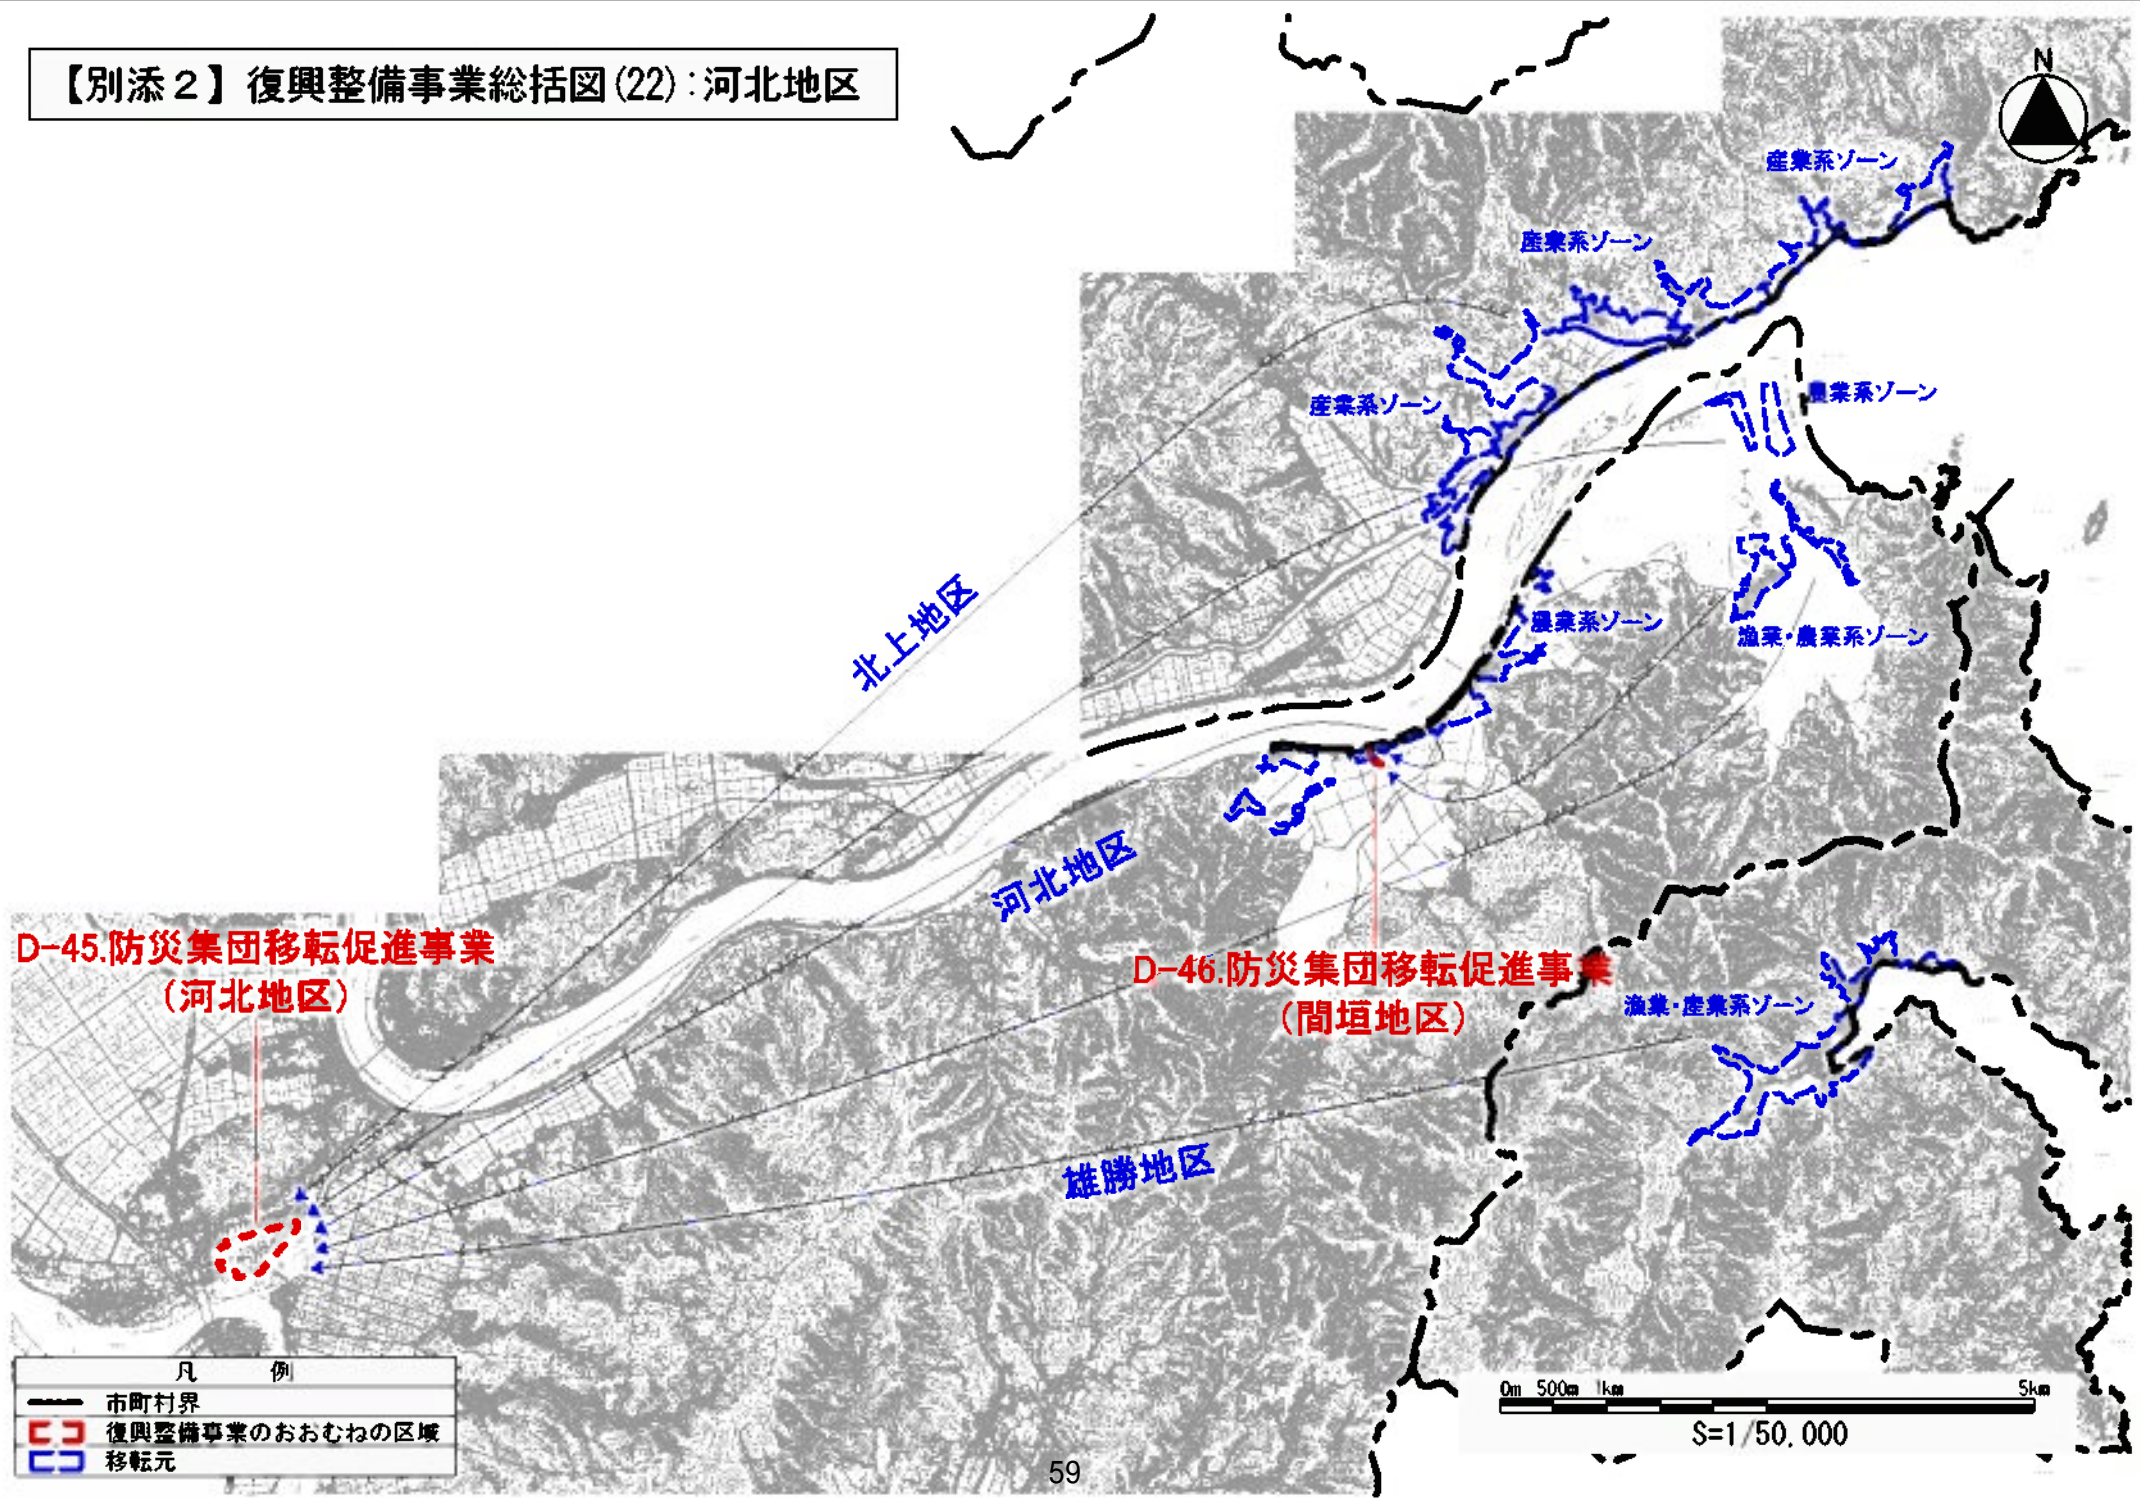 【別添２】復興整備事業総括図(22):河北地区
N
産業系ゾーン
産業系ゾーン
産業系ゾーン
農業系ゾーン
農業系ゾーン
漁業・農業系ゾーン
北上地区
河北地区
D-45.防災集団移転促進事業
(河北地区)
D-46.防災集団移転促進事業
(間垣地区)
漁業・産業系ゾーン
雄勝地区
凡 例
市町村界
復興整備事業のおおむねの区域
移転元
0m 500m 1km 5km
S=1/50,000
59